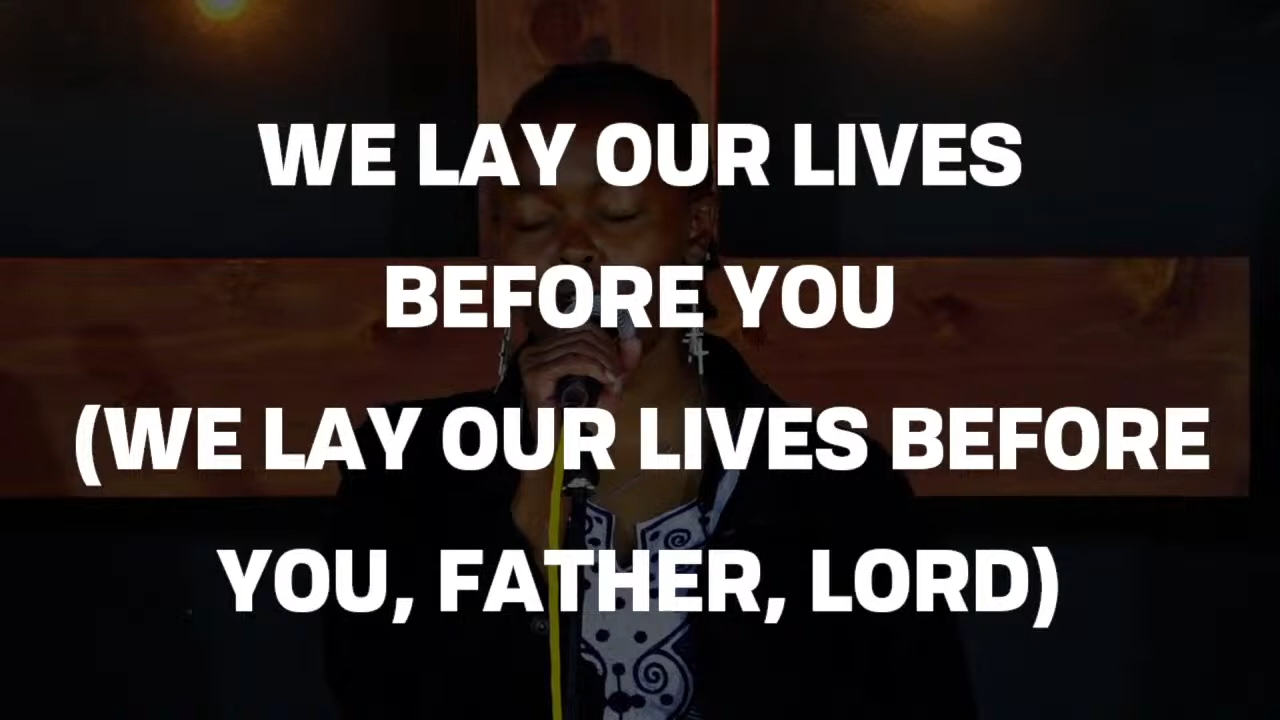 WE LAY OUR LIVES
BEFORE YOU
(WE LAY OUR LIVES BEFORE
YOU, FATHER, LORD)